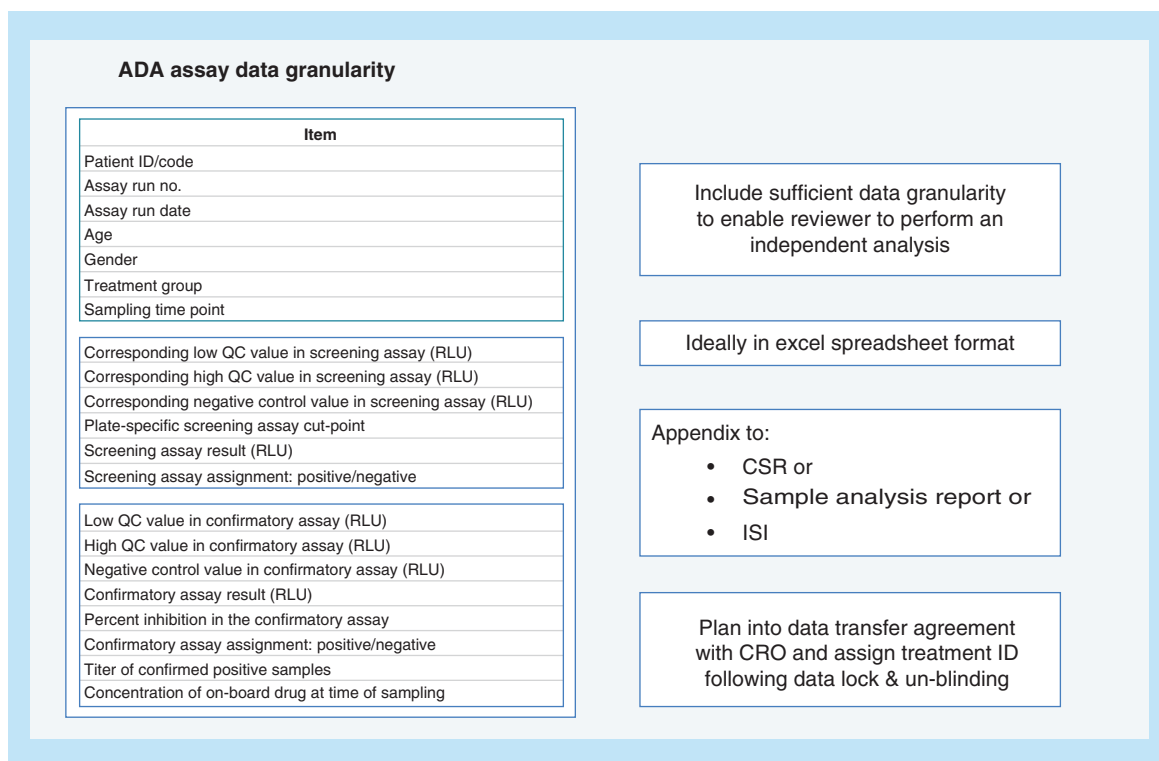 ADA assay data granularity
Item
Patient ID/code
Assay run no.
Assay run date
Age
Gender
Treatment group
Sampling time point
Corresponding low QC value in screening assay (RLU)
Corresponding high QC value in screening assay (RLU)
Corresponding negative control value in screening assay (RLU)
Plate-specific screening assay cut-point
Screening assay result (RLU)
Screening assay assignment: positive/negative
Low QC value in confirmatory assay (RLU)
High QC value in confirmatory assay (RLU)
Negative control value in confirmatory assay (RLU)
Confirmatory assay result (RLU)
Percent inhibition in the confirmatory assay
Confirmatory assay assignment: positive/negative
Titer of confirmed positive samples
Concentration of on-board drug at time of sampling
Include sufficient data granularity
to enable reviewer to perform an
independent analysis
Ideally in excel spreadsheet format
Appendix to:
• CSR or
• Sample analysis report or
• ISI
Plan into data transfer agreement
with CRO and assign treatment ID
following data lock & un-blinding